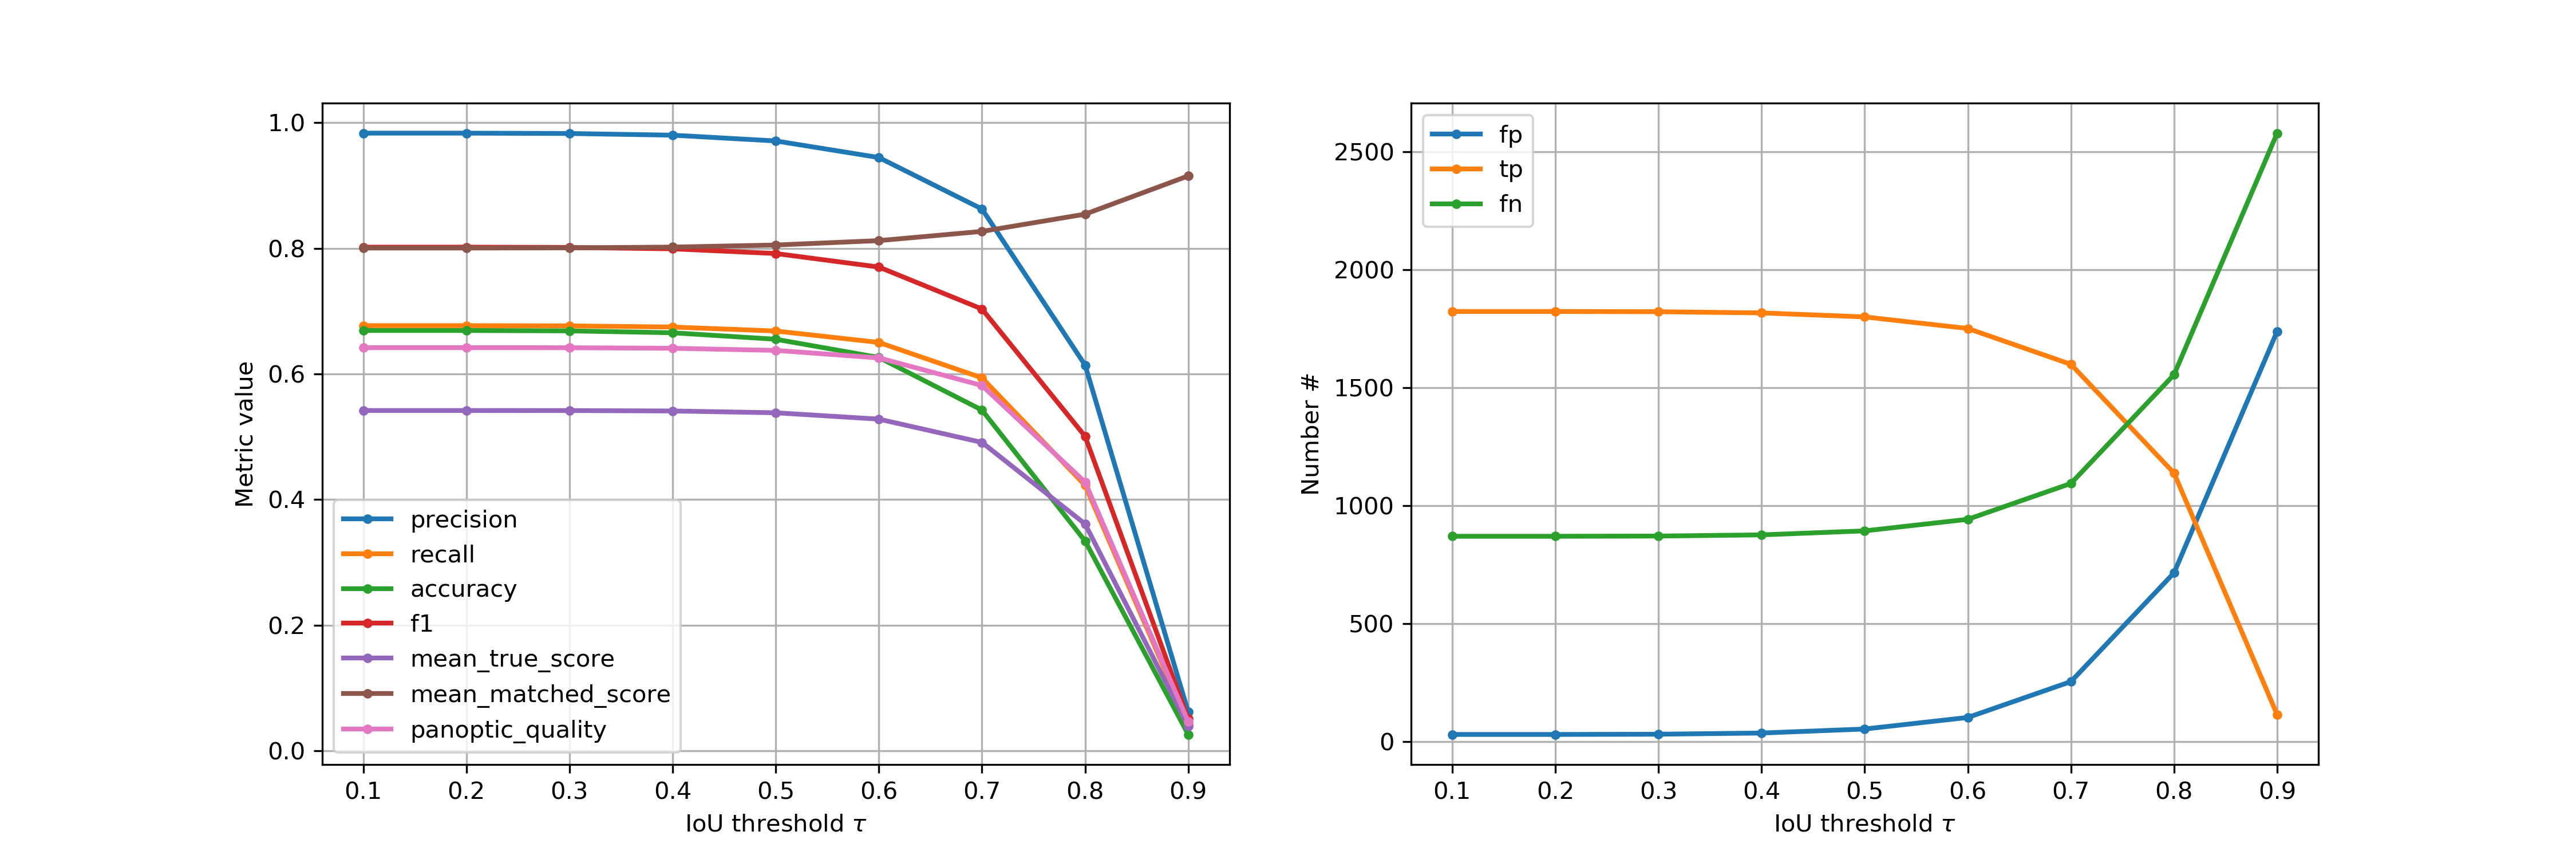 1.0
0.8
0.6
0.4
0.2
0.0
Metric value
precision
recall
accuracy
f1
mean_true_score
mean_matched_score
panoptic_quality
0.1 0.2 0.3 0.4 0.5 0.6 0.7 0.8 0.9
IoU threshold τ
2500
2000
1500
1000
500
0
Number #
fp
tp
fn
0.1 0.2 0.3 0.4 0.5 0.6 0.7 0.8 0.9
IoU threshold τ